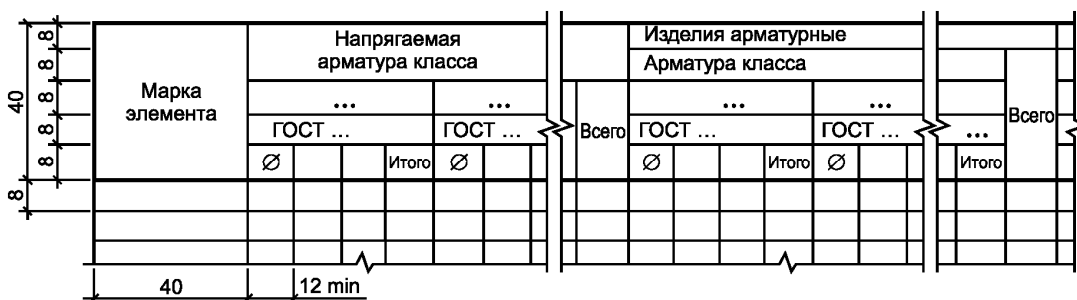 Напрягаемая
арматура класса
Изделия арматурные
Арматура класса
Марка
элемента
... ... ... ...
ГОСТ ... ГОСТ ... Всего ГОСТ ... ГОСТ ... ... Всего
∅ Итого ∅ ∅ Итого ∅ Итого
40
8
8
8
8
8
8
40 12 min